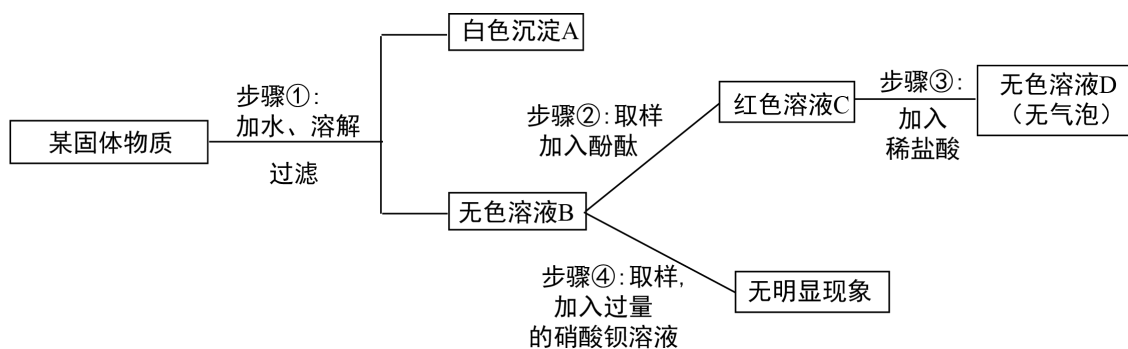 某固体物质
步骤①：
加水、溶解
过滤
白色沉淀A
无色溶液B
步骤②：取样
加入酚酞
红色溶液C
步骤③：
加入
稀盐酸
无色溶液D
（无气泡）
步骤④：取样，
加入过量
的硝酸钡溶液
无明显现象